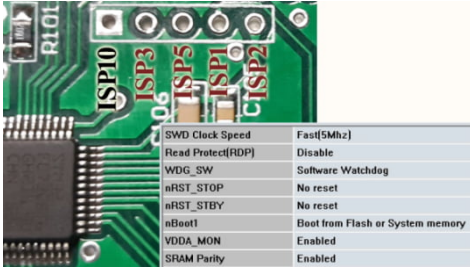 R101
ISP10
ISP3
ISP5
ISP1
ISP2
SWD Clock Speed Fast(5Mhz)
Read Protect(RDP) Disable
WDG_SW Software Watchdog
nRST_STOP No reset
nRST_STBY No reset
nBoot1 Boot from Flash or System memory
VDDA_MON Enabled
SRAM Parity Enabled